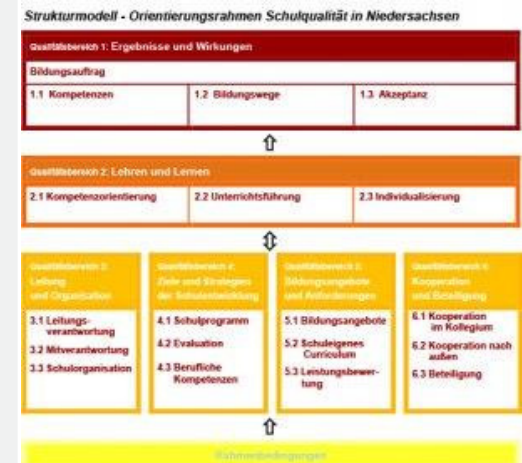 Strukturmodell - Orientierungsrahmen Schulqualität in Niedersachsen
Qualitätsbereich 1: Ergebnisse und Wirkungen
Bildungsauftrag
1.1 Kompetenzen
1.2 Bildungswege
1.3 Akzeptanz
Qualitätsbereich 2: Lehren und Lernen
2.1 Kompetenzorientierung
2.2 Unterrichtsführung
2.3 Individualisierung
Qualitätsbereich 3:
Leitung
und Organisation
3.1 Leitungs-
verantwortung
3.2 Mitverantwortung
3.3 Schulorganisation
Qualitätsbereich 4:
Ziele und Strategien
der Schulentwicklung
4.1 Schulprogramm
4.2 Evaluation
4.3 Berufliche
Kompetenzen
Qualitätsbereich 5:
Bildungsangebote
und Anforderungen
5.1 Bildungsangebote
5.2 Schuleigenes
Curriculum
5.3 Leistungsbewer-
tung
Qualitätsbereich 6:
Kooperation
und Beteiligung
6.1 Kooperation
im Kollegium
6.2 Kooperation nach
außen
6.3 Beteiligung
Rahmenbedingungen